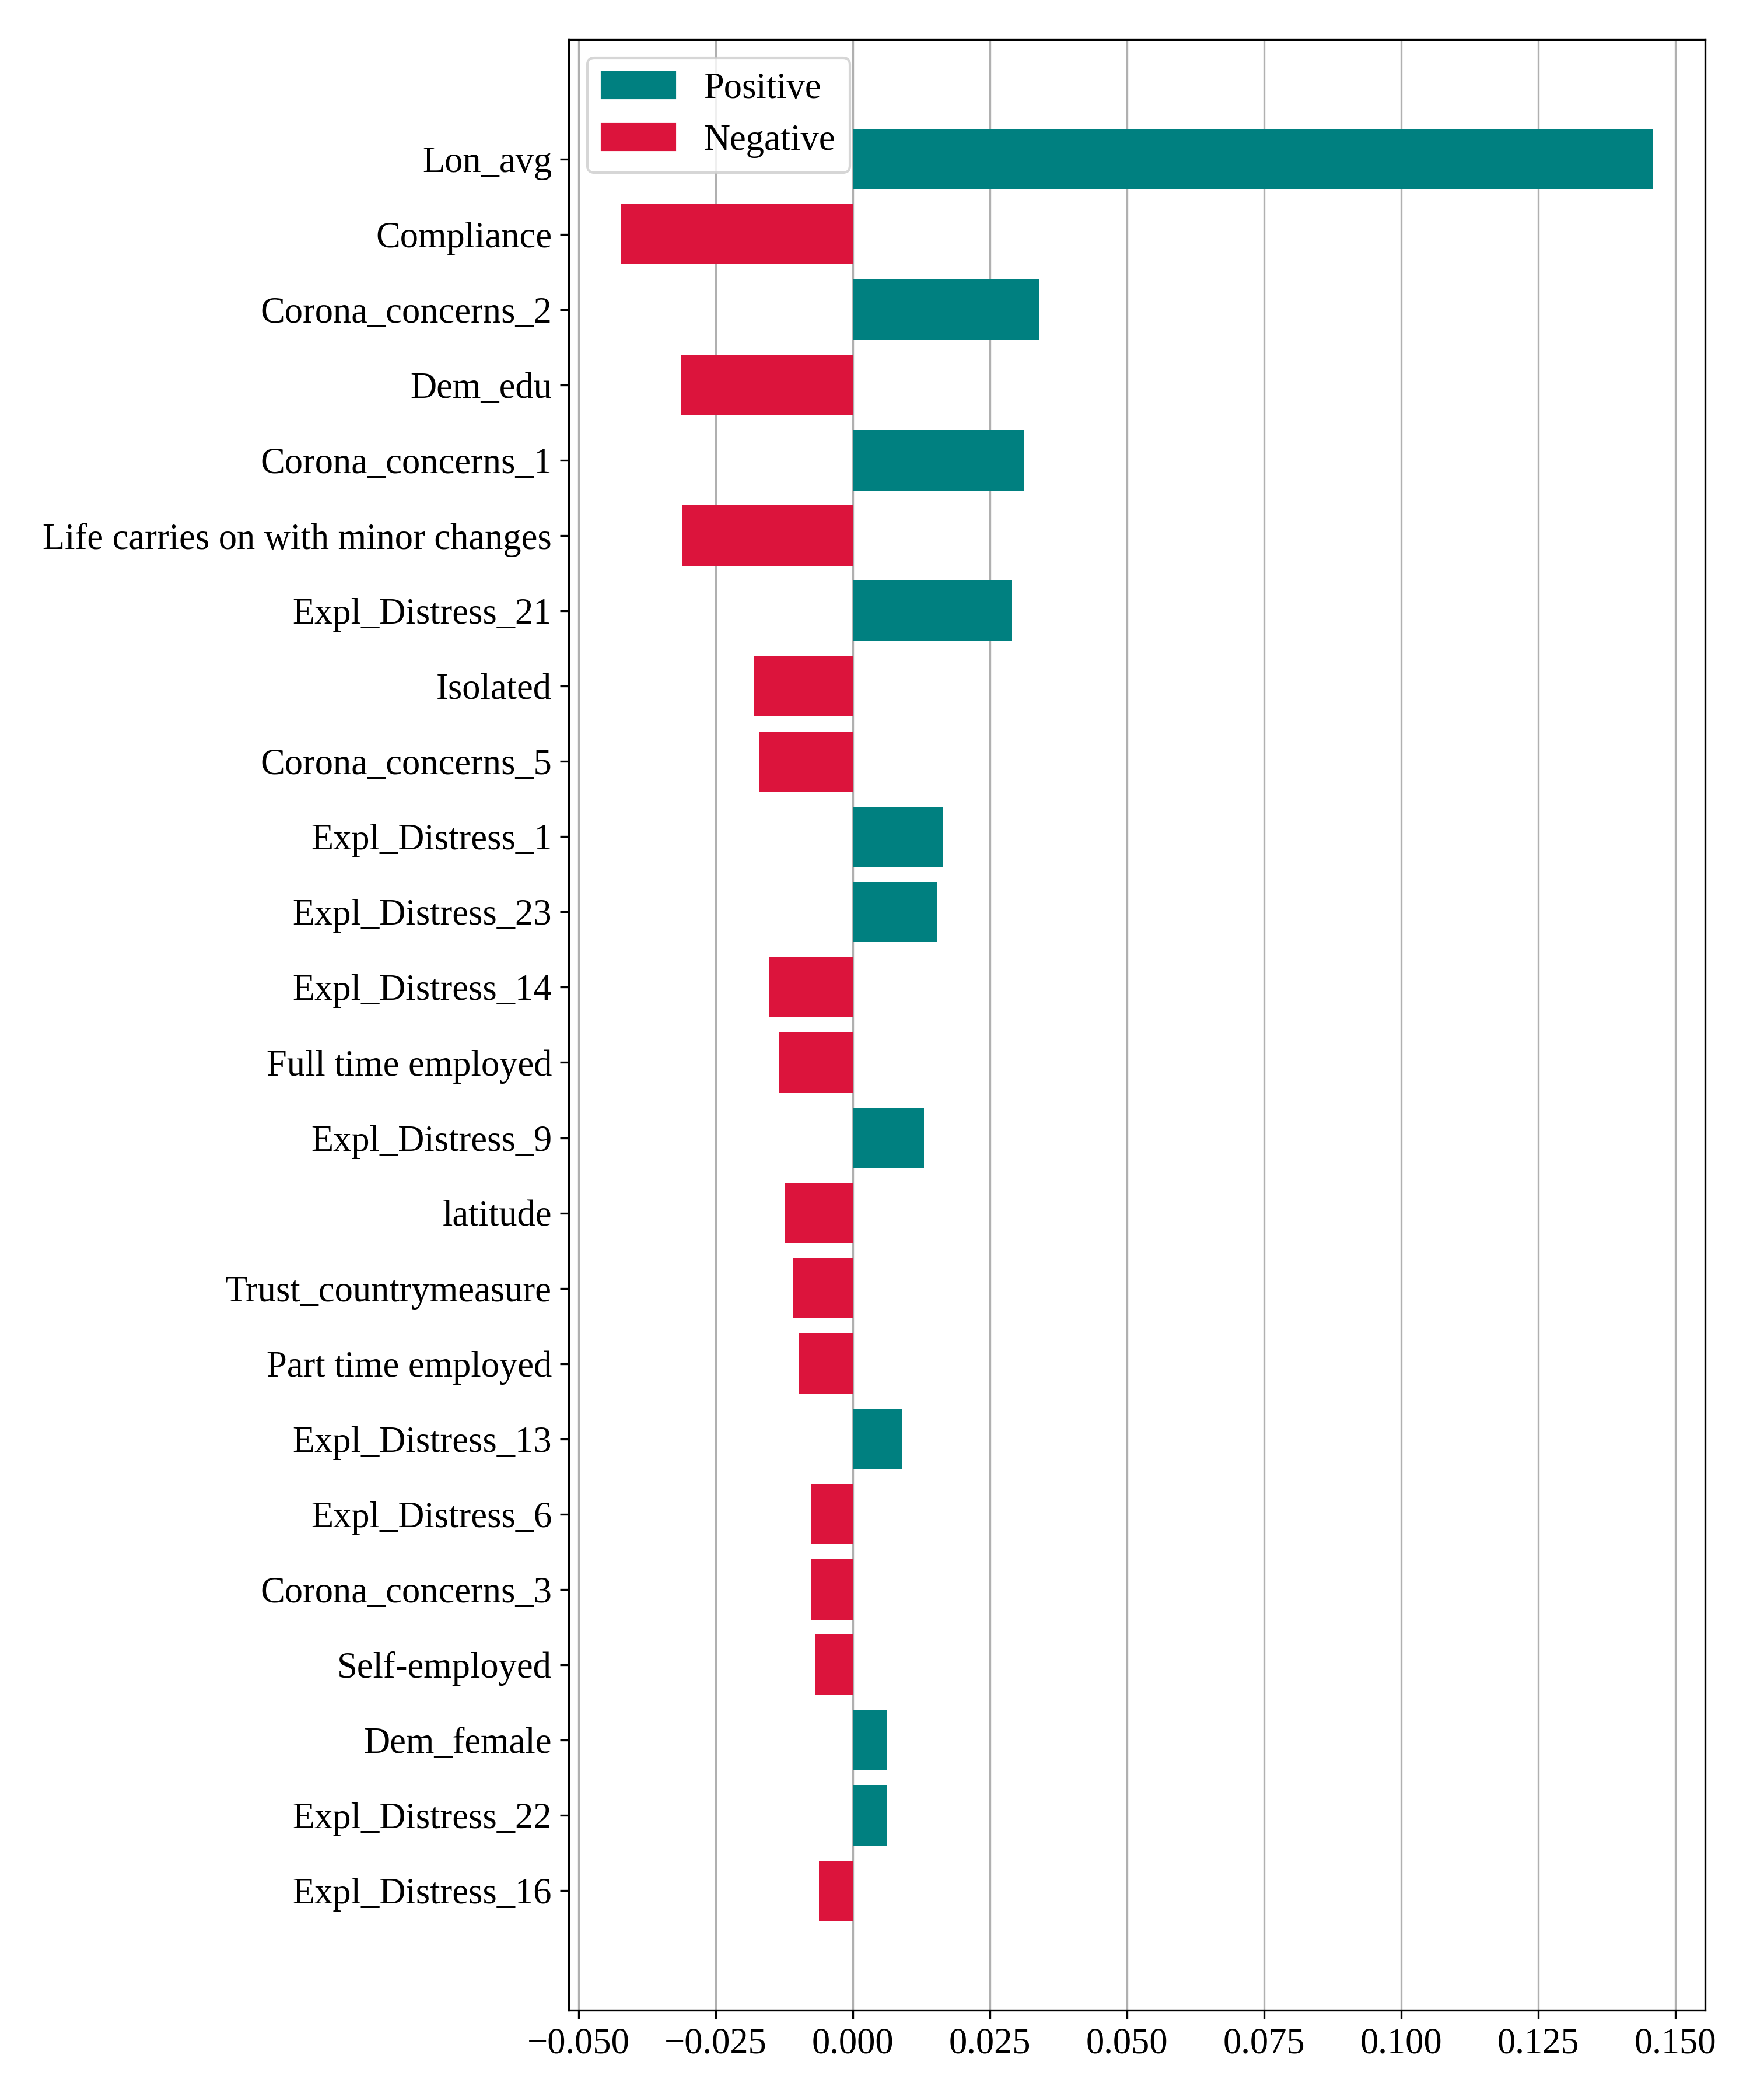 Positive
Negative
Lon_avg
Compliance
Corona_concerns_2
Dem_edu
Corona_concerns_1
Life carries on with minor changes
Expl_Distress_21
Isolated
Corona_concerns_5
Expl_Distress_1
Expl_Distress_23
Expl_Distress_14
Full time employed
Expl_Distress_9
latitude
Trust_countrymeasure
Part time employed
Expl_Distress_13
Expl_Distress_6
Corona_concerns_3
Self-employed
Dem_female
Expl_Distress_22
Expl_Distress_16
−0.050 −0.025 0.000 0.025 0.050 0.075 0.100 0.125 0.150